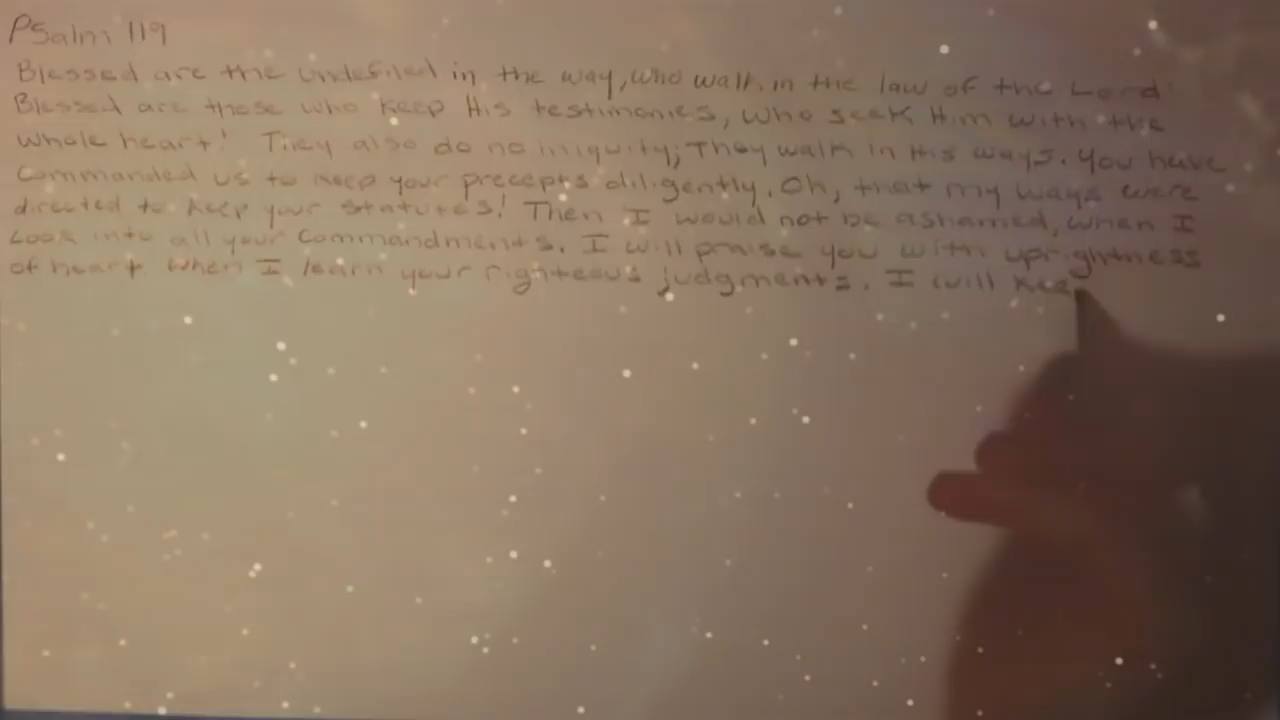 Psalm 119
Blessed are the undefiled in the way, who walk in the law of the Lord!
Blessed are those who keep His testimonies, who seek Him with the
whole heart! They also do no iniquity; They walk in His ways. You have
commanded us to keep your precepts diligently. Oh, that my ways were
directed to keep your statutes! Then I would not be ashamed, when I
Look into all your commandments. I will praise you with uprightness
of heart when I learn your righteous judgments. I will kee